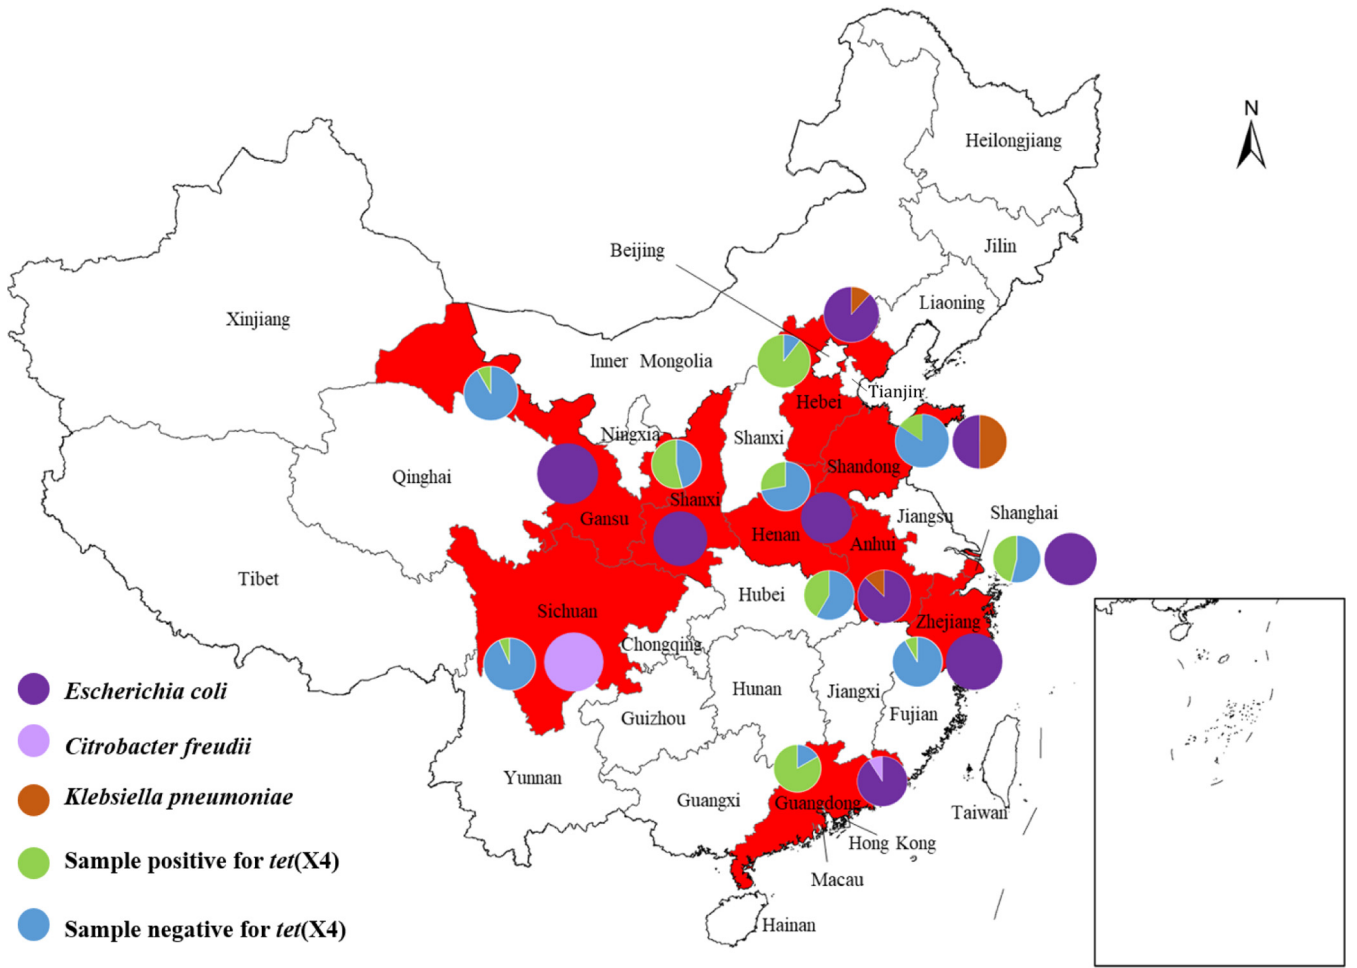 N
Heilongjiang
Jilin
Beijing
Liaoning
Xinjiang
Inner Mongolia
Tianjin
Hebei
Ningxia
Shanxi
Shandong
Qinghai
Shanxi
Gansu
Henan
Jiangsu
Shanghai
Anhui
Tibet
Hubei
Sichuan
Zhejiang
Chongqing
Hunan
Jiangxi
Guizhou
Fujian
Yunnan
Guangxi
Guangdong
Taiwan
Hong Kong
Macau
Hainan
Escherichia coli
Citrobacter freudii
Klebsiella pneumoniae
Sample positive for tet(X4)
Sample negative for tet(X4)